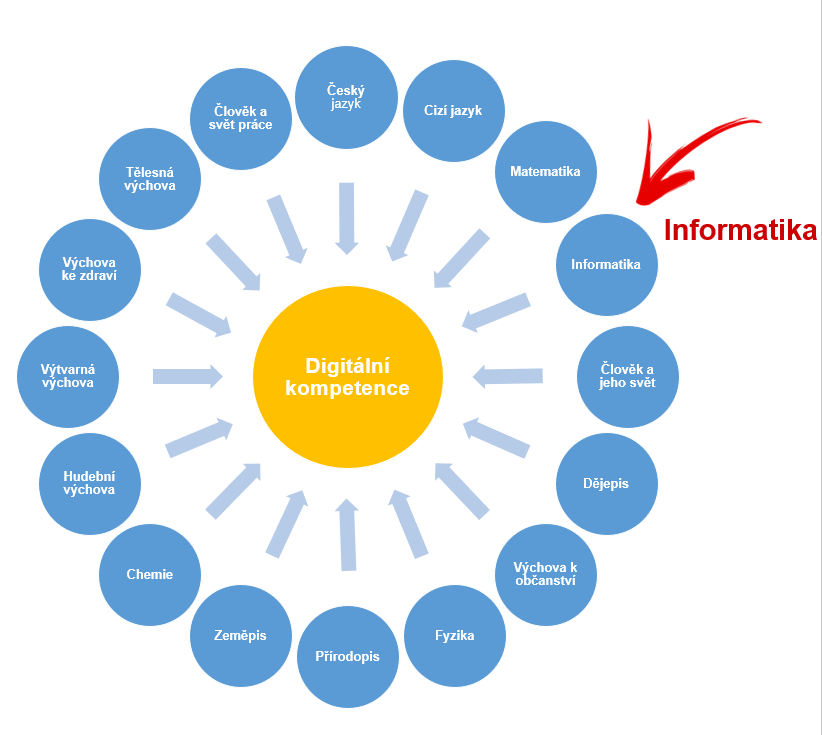 Český
jazyk
Cizí jazyk
Matematika
Informatika
Informatika
Člověk a
jeho svět
Dějepis
Výchova k
občanství
Fyzika
Přírodopis
Zeměpis
Chemie
Hudební
výchova
Výtvarná
výchova
Výchova
ke zdraví
Tělesná
výchova
Člověk a
svět práce
Digitální
kompetence